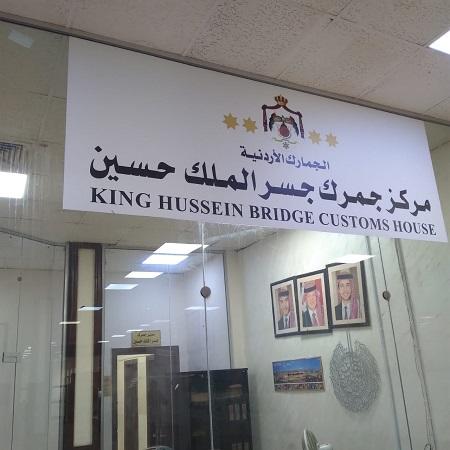 الجمارك الأردنية
مركز جمرك جسر الملك حسين
KING HUSSEIN BRIDGE CUSTOMS HOUSE